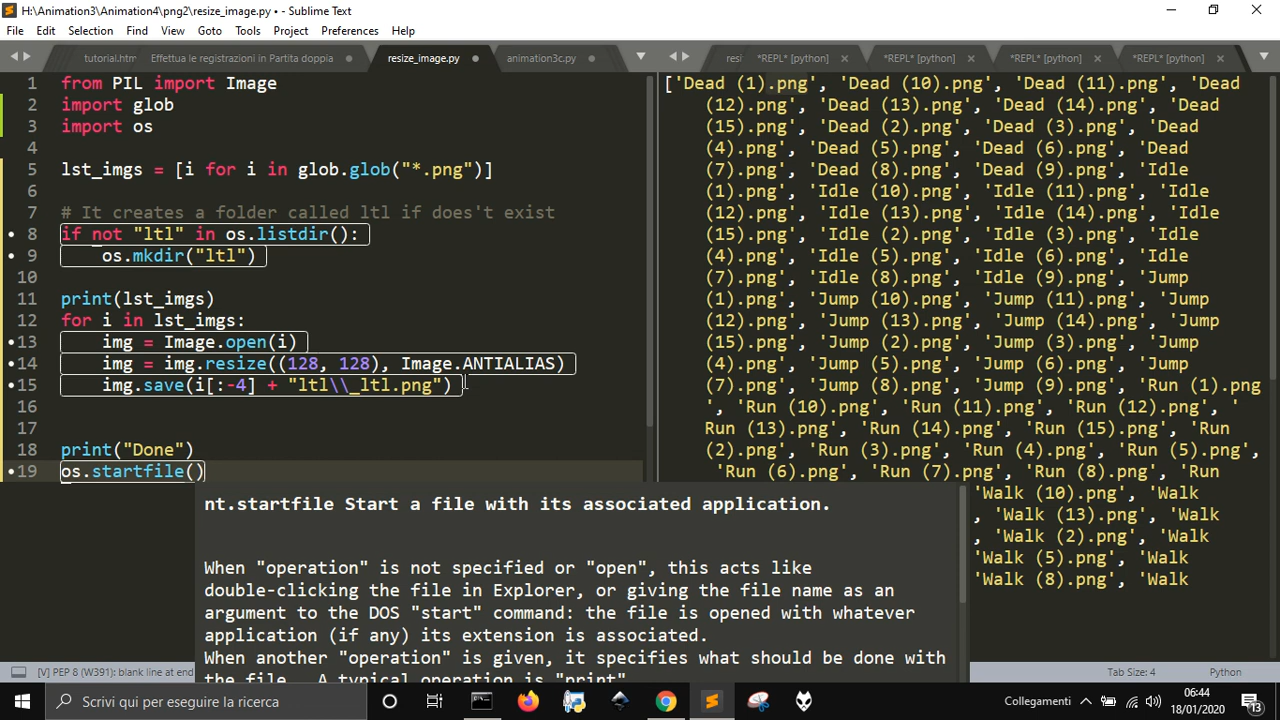 H:\Animation3\Animation4\png2\resize_image.py • - Sublime Text
File Edit Selection Find View Goto Tools Project Preferences Help
tutorial.htm Effettua le registrazioni in Partita doppia resize_image.py animation3c.py
1 from PIL import Image
2 import glob
3 import os
4
5 lst_imgs = [i for i in glob.glob("*.png")]
6
7 # It creates a folder called ltl if does't exist
8 if not "ltl" in os.listdir():
9 os.mkdir("ltl")
10
11 print(lst_imgs)
12 for i in lst_imgs:
13 img = Image.open(i)
14 img = img.resize((128, 128), Image.ANTIALIAS)
15 img.save(i[:-4] + "ltl\\_ltl.png")
16
17
18 print("Done")
19 os.startfile()
nt.startfile Start a file with its associated application.
When "operation" is not specified or "open", this acts like
double-clicking the file in Explorer, or giving the file name as an
argument to the DOS "start" command: the file is opened with whatever
application (if any) its extension is associated.
When another "operation" is given, it specifies what should be done with
the file. A typical operation is "print".
resi *REPL* [python] *REPL* [python] *REPL* [python] *REPL* [python]
['Dead (1).png', 'Dead (10).png', 'Dead (11).png', 'Dead
(12).png', 'Dead (13).png', 'Dead (14).png', 'Dead
(15).png', 'Dead (2).png', 'Dead (3).png', 'Dead
(4).png', 'Dead (5).png', 'Dead (6).png', 'Dead
(7).png', 'Dead (8).png', 'Dead (9).png', 'Idle
(1).png', 'Idle (10).png', 'Idle (11).png', 'Idle
(12).png', 'Idle (13).png', 'Idle (14).png', 'Idle
(15).png', 'Idle (2).png', 'Idle (3).png', 'Idle
(4).png', 'Idle (5).png', 'Idle (6).png', 'Idle
(7).png', 'Idle (8).png', 'Idle (9).png', 'Jump
(1).png', 'Jump (10).png', 'Jump (11).png', 'Jump
(12).png', 'Jump (13).png', 'Jump (14).png', 'Jump
(15).png', 'Jump (2).png', 'Jump (3).png', 'Jump
(4).png', 'Jump (5).png', 'Jump (6).png', 'Jump
(7).png', 'Jump (8).png', 'Jump (9).png', 'Run (1).png
', 'Run (10).png', 'Run (11).png', 'Run (12).png', '
Run (13).png', 'Run (14).png', 'Run (15).png', 'Run
(2).png', 'Run (3).png', 'Run (4).png', 'Run (5).png',
'Run (6).png', 'Run (7).png', 'Run (8).png', 'Run
'Walk (10).png', 'Walk
, 'Walk (13).png', 'Walk
, 'Walk (2).png', 'Walk
'Walk (5).png', 'Walk
'Walk (8).png', 'Walk
[V] PEP 8 (W391): blank line at end
Tab Size: 4 Python
Scrivi qui per eseguire la ricerca
Collegamenti
06:44
18/01/2020
13